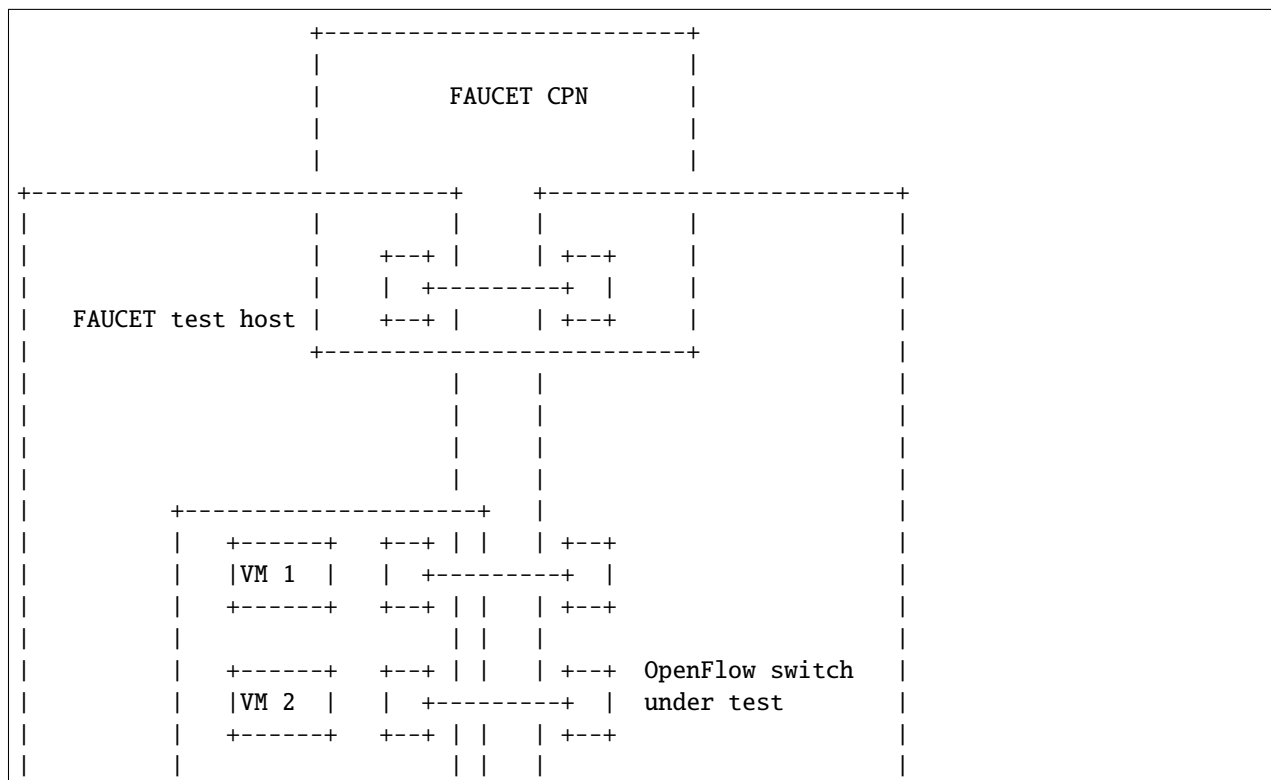 FAUCET CPN
FAUCET test host
VM 1
OpenFlow switch
VM 2
under test